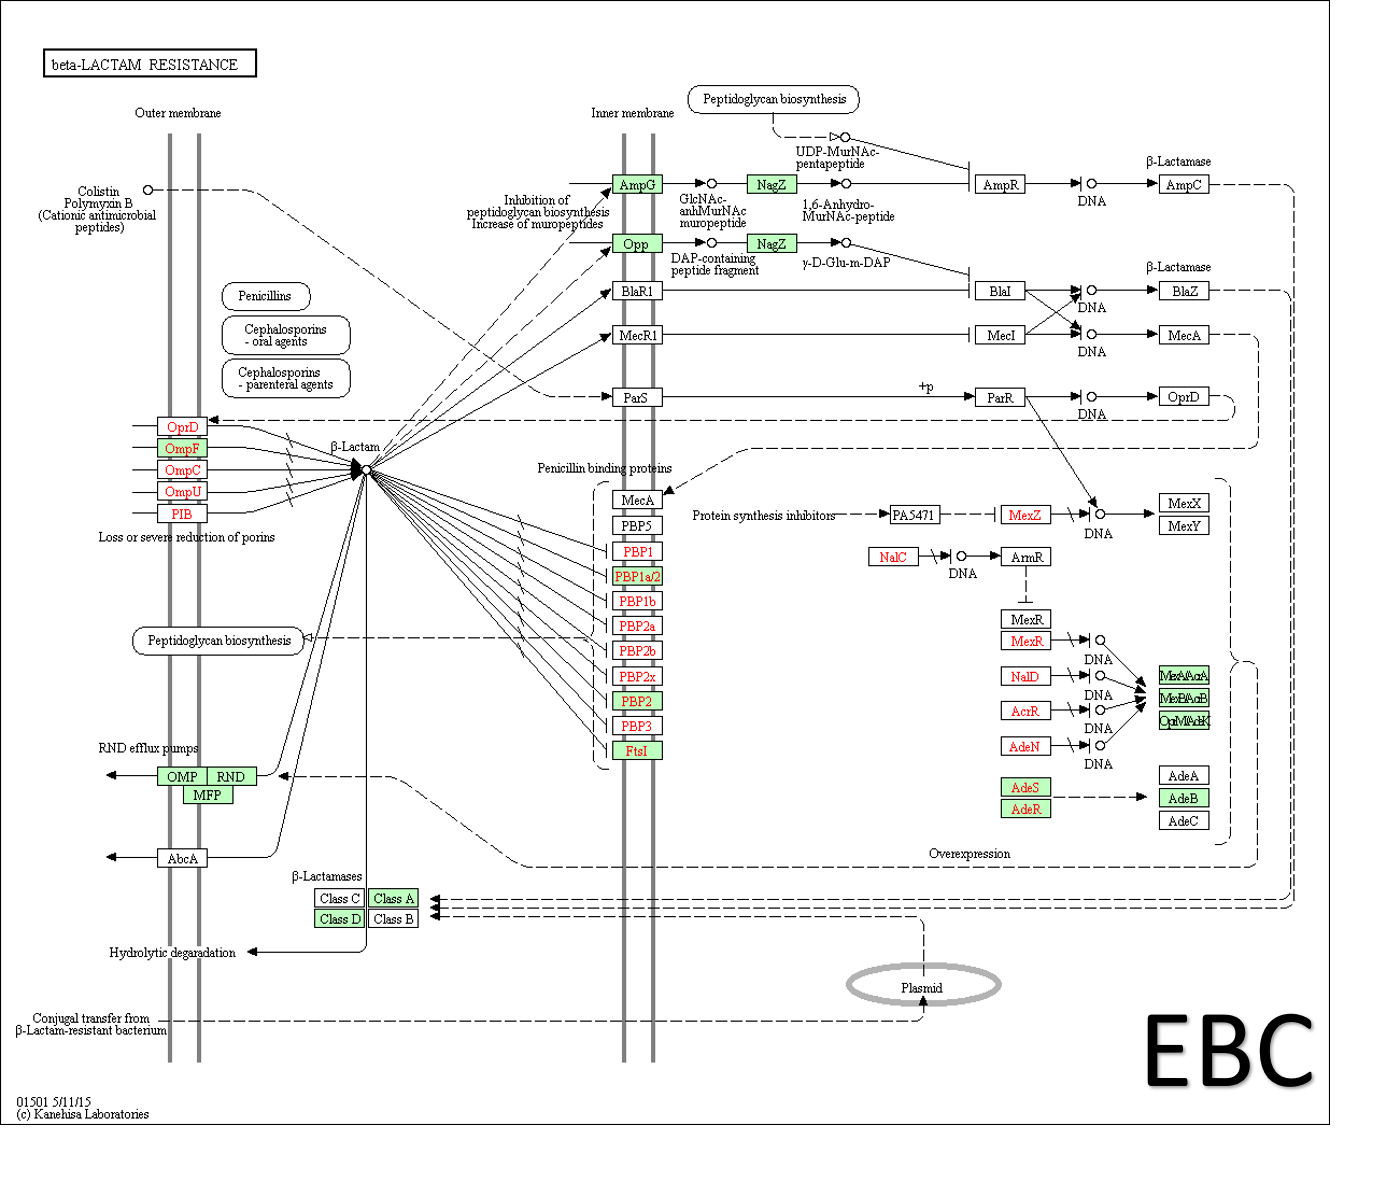 beta-LACTAM RESISTANCE
Outer membrane
Inner membrane
Peptidoglycan biosynthesis
UDP-MurNAc-
pentapeptide
β-Lactamase
Colistin
Polymyxin B
(Cationic antimicrobial
peptides)
Inhibition of
peptidoglycan biosynthesis
Increase of muropeptides
AmpG
GlcNAc-
anhMurNAc
muropeptide
NagZ
1,6-Anhydro-
MurNAc-peptide
AmpR
DNA
AmpC
Opp
DAP-containing
peptide fragment
NagZ
γ-D-Glu-m-DAP
β-Lactamase
BlaR1
BlaI
DNA
BlaZ
MecR1
MecI
DNA
MecA
Penicillins
Cephalosporins
- oral agents
Cephalosporins
- parenteral agents
ParS
+p
ParR
DNA
OprD
OprD
OmpF
OmpC
OmpU
PIB
Loss or severe reduction of porins
β-Lactam
Penicillin binding proteins
MecA
PBP5
PBP1
PBP1a/2
PBP1b
PBP2a
PBP2b
PBP2x
PBP2
PBP3
FtsI
Protein synthesis inhibitors
PA5471
MexZ
DNA
MexX
MexY
NalC
DNA
ArmR
MexR
MexR
DNA
NalD
DNA
AcrR
DNA
AdeN
DNA
MexA/AcrA
MexB/AcrB
OprM/AdeK
AdeS
AdeR
AdeA
AdeB
AdeC
Peptidoglycan biosynthesis
RND efflux pumps
OMP
RND
MFP
AbcA
Overexpression
β-Lactamases
Class C
Class A
Class D
Class B
Hydrolytic degradation
Plasmid
Conjugal transfer from
β-Lactam-resistant bacterium
EBC
01501 5/11/15
(c) Kanehisa Laboratories